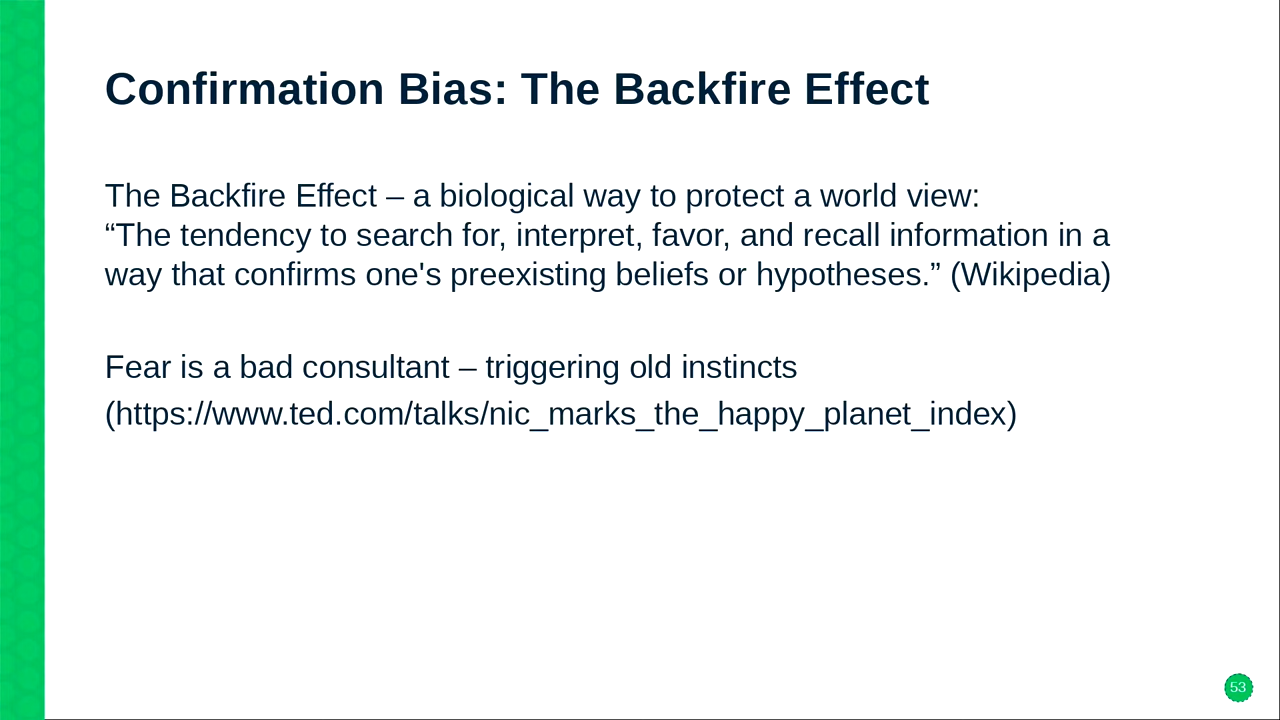 Confirmation Bias: The Backfire Effect
The Backfire Effect – a biological way to protect a world view:
“The tendency to search for, interpret, favor, and recall information in a
way that confirms one's preexisting beliefs or hypotheses.” (Wikipedia)
Fear is a bad consultant – triggering old instincts
(https://www.ted.com/talks/nic_marks_the_happy_planet_index)
53